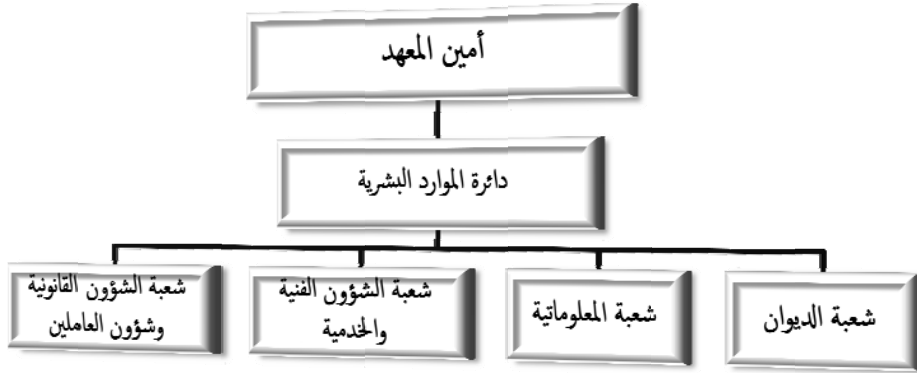 أمين المعهد
دائرة الموارد البشرية
شعبة الديوان
شعبة المعلوماتية
شعبة الشؤون الفنية
والخدمية
شعبة الشؤون القانونية
وشؤون العاملين